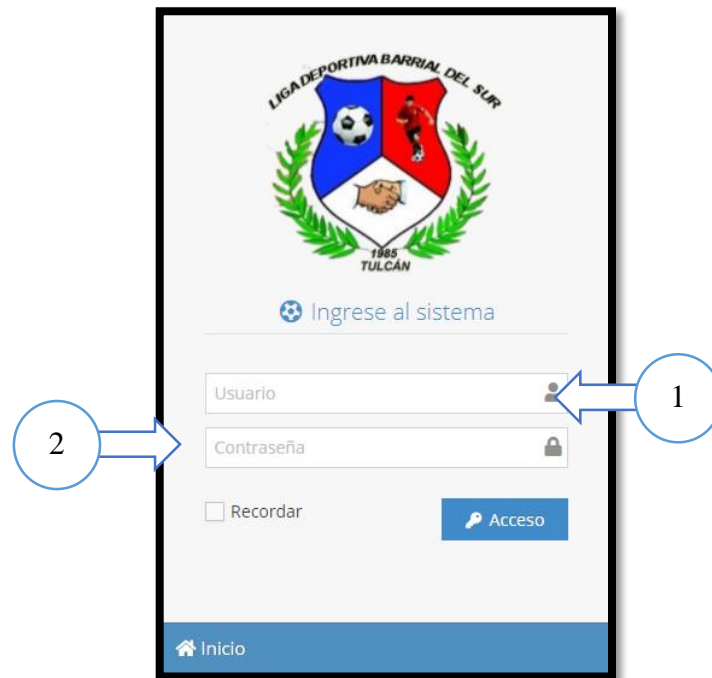 LIGA DEPORTIVA BARRIAL DEL SUR
1985
TULCÁN
Ingrese al sistema
Usuario
1
2
Contraseña
Recordar
Acceso
Inicio